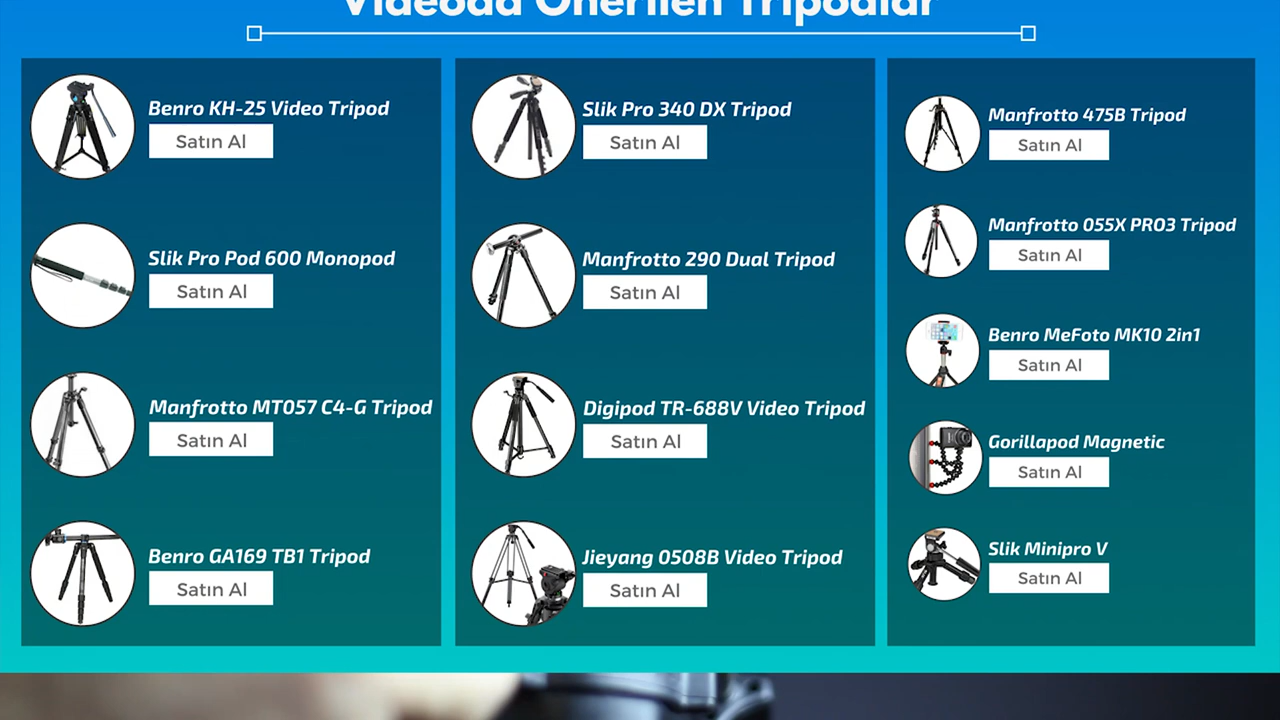 Videoda Önerilen Tripodlar
Benro KH-25 Video Tripod
Satın Al
Slik Pro Pod 600 Monopod
Satın Al
Manfrotto MT057 C4-G Tripod
Satın Al
Benro GA169 TB1 Tripod
Satın Al
Slik Pro 340 DX Tripod
Satın Al
Manfrotto 290 Dual Tripod
Satın Al
Digipod TR-688V Video Tripod
Satın Al
Jieyang 0508B Video Tripod
Satın Al
Manfrotto 475B Tripod
Satın Al
Manfrotto 055X PRO3 Tripod
Satın Al
Benro MeFoto MK10 2in1
Satın Al
Gorillapod Magnetic
Satın Al
Slik Minipro V
Satın Al